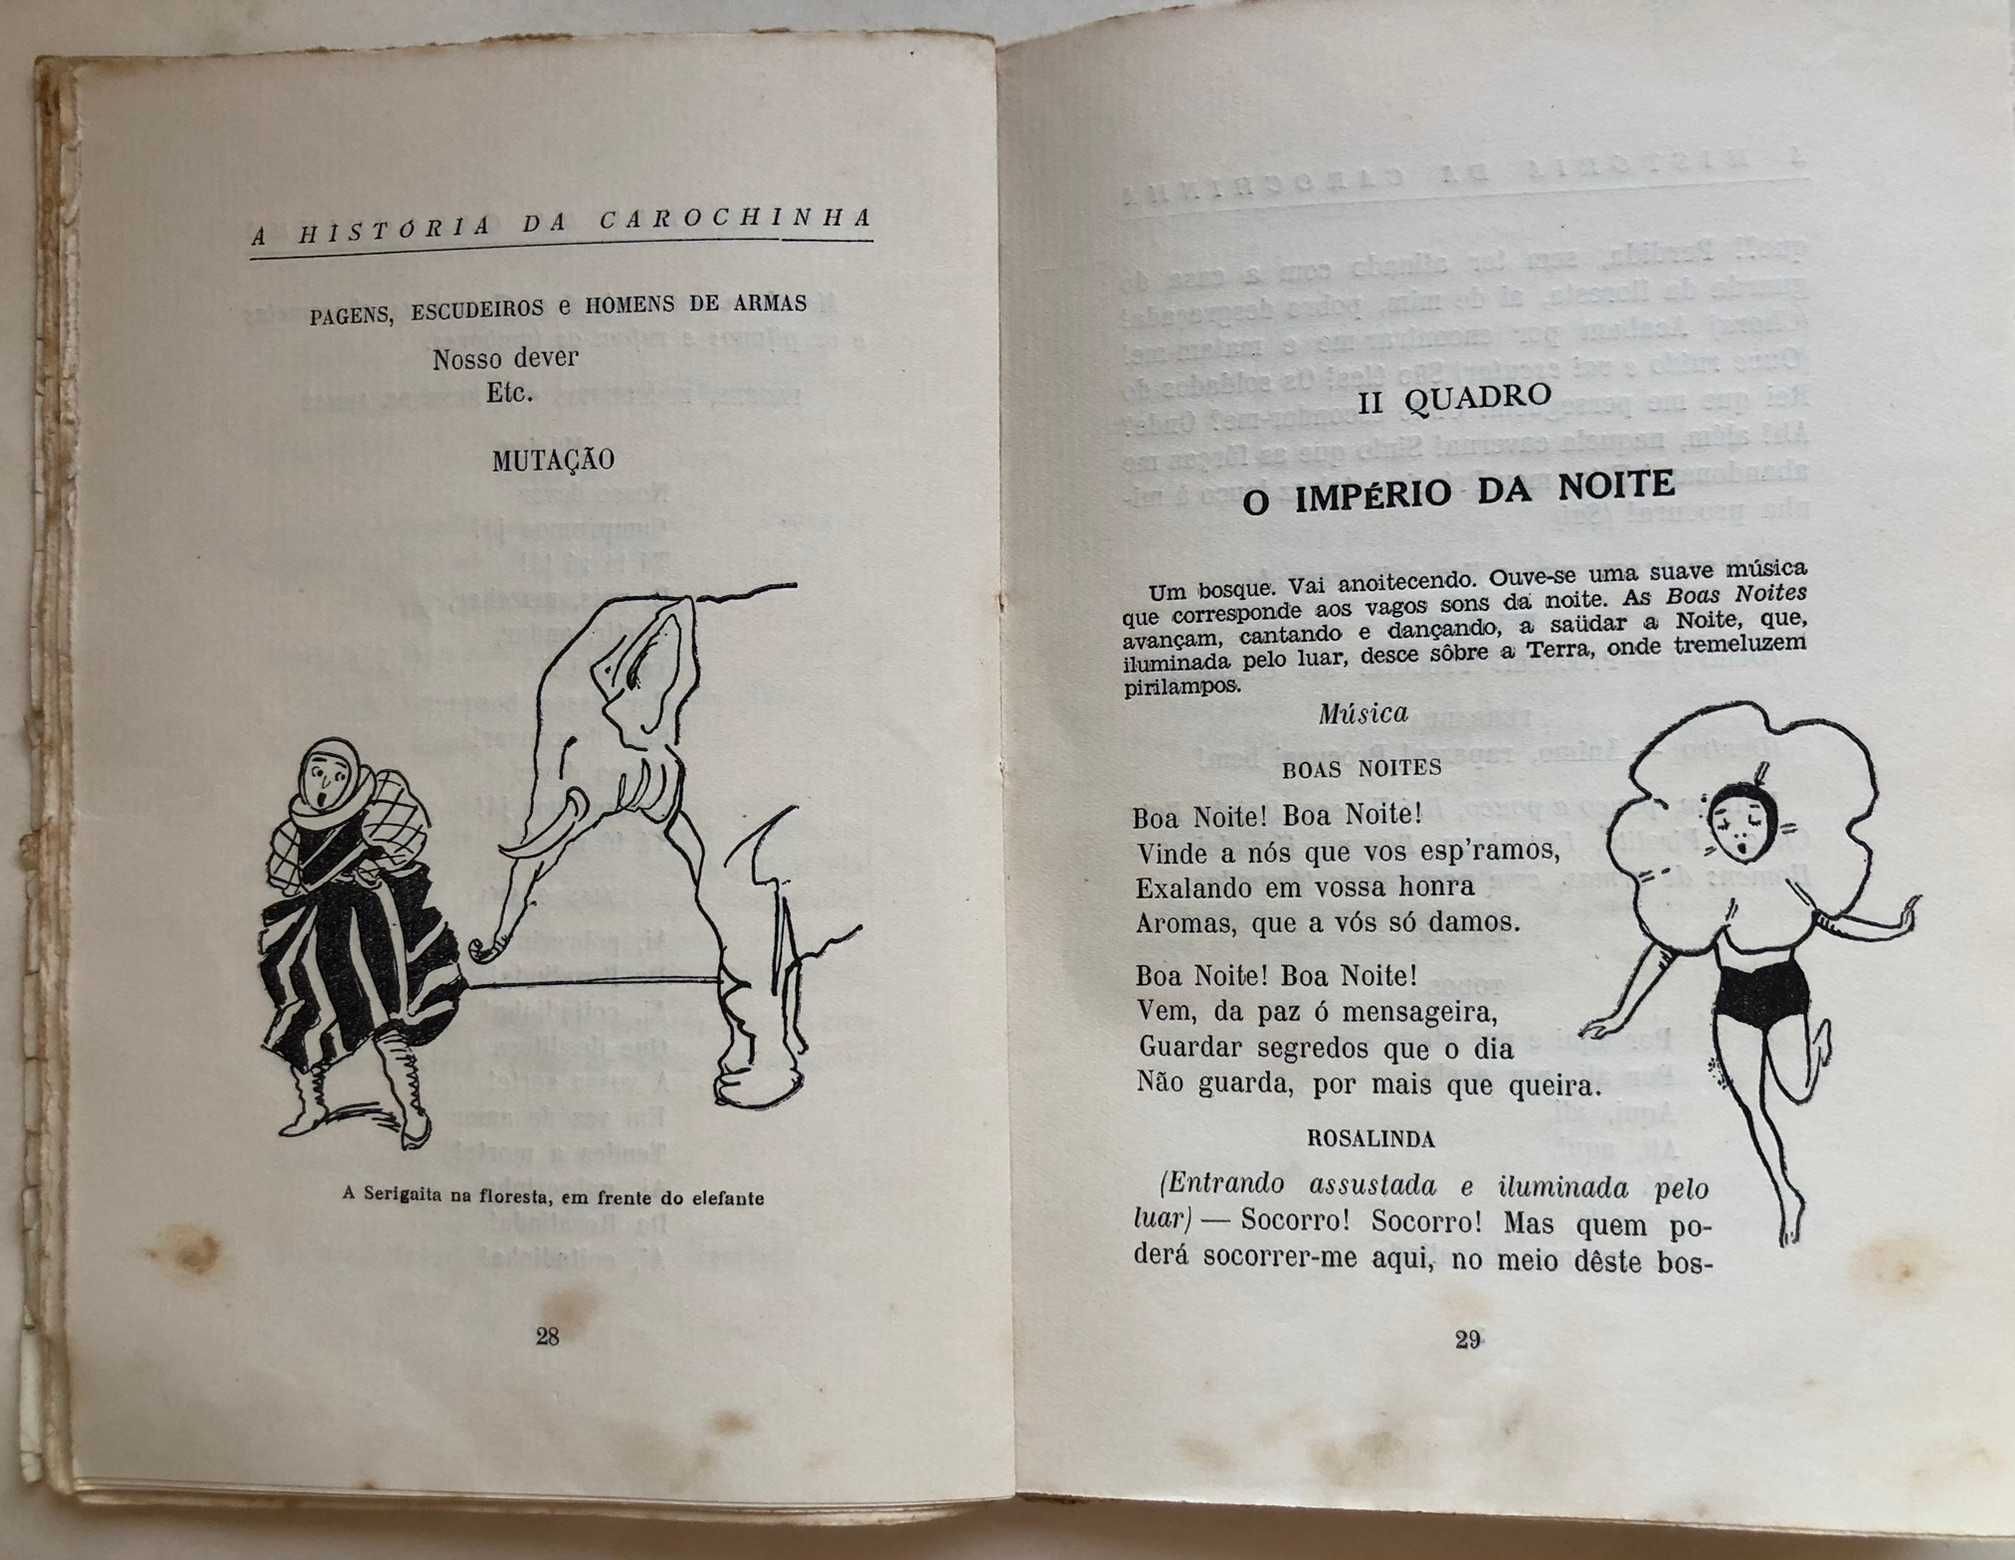 A HISTÓRIA DA CAROCHINHA
PAGENS, ESCUDEIROS e HOMENS DE ARMAS
Nosso dever
Etc.
MUTAÇÃO
A Serigaita na floresta, em frente do elefante
28
II QUADRO
O IMPÉRIO DA NOITE
Um bosque. Vai anoitecendo. Ouve-se uma suave música
que corresponde aos vagos sons da noite. As Boas Noites
avançam, cantando e dançando, a saüdar a Noite, que,
iluminada pelo luar, desce sôbre a Terra, onde tremeluzem
pirilampos.
Música
BOAS NOITES
Boa Noite! Boa Noite!
Vinde a nós que vos esp'ramos,
Exalando em vossa honra
Aromas, que a vós só damos.
Boa Noite! Boa Noite!
Vem, da paz ó mensageira,
Guardar segredos que o dia
Não guarda, por mais que queira.
ROSALINDA
(Entrando assustada e iluminada pelo
luar) — Socorro! Socorro! Mas quem po-
derá socorrer-me aqui, no meio dêste bos-
29